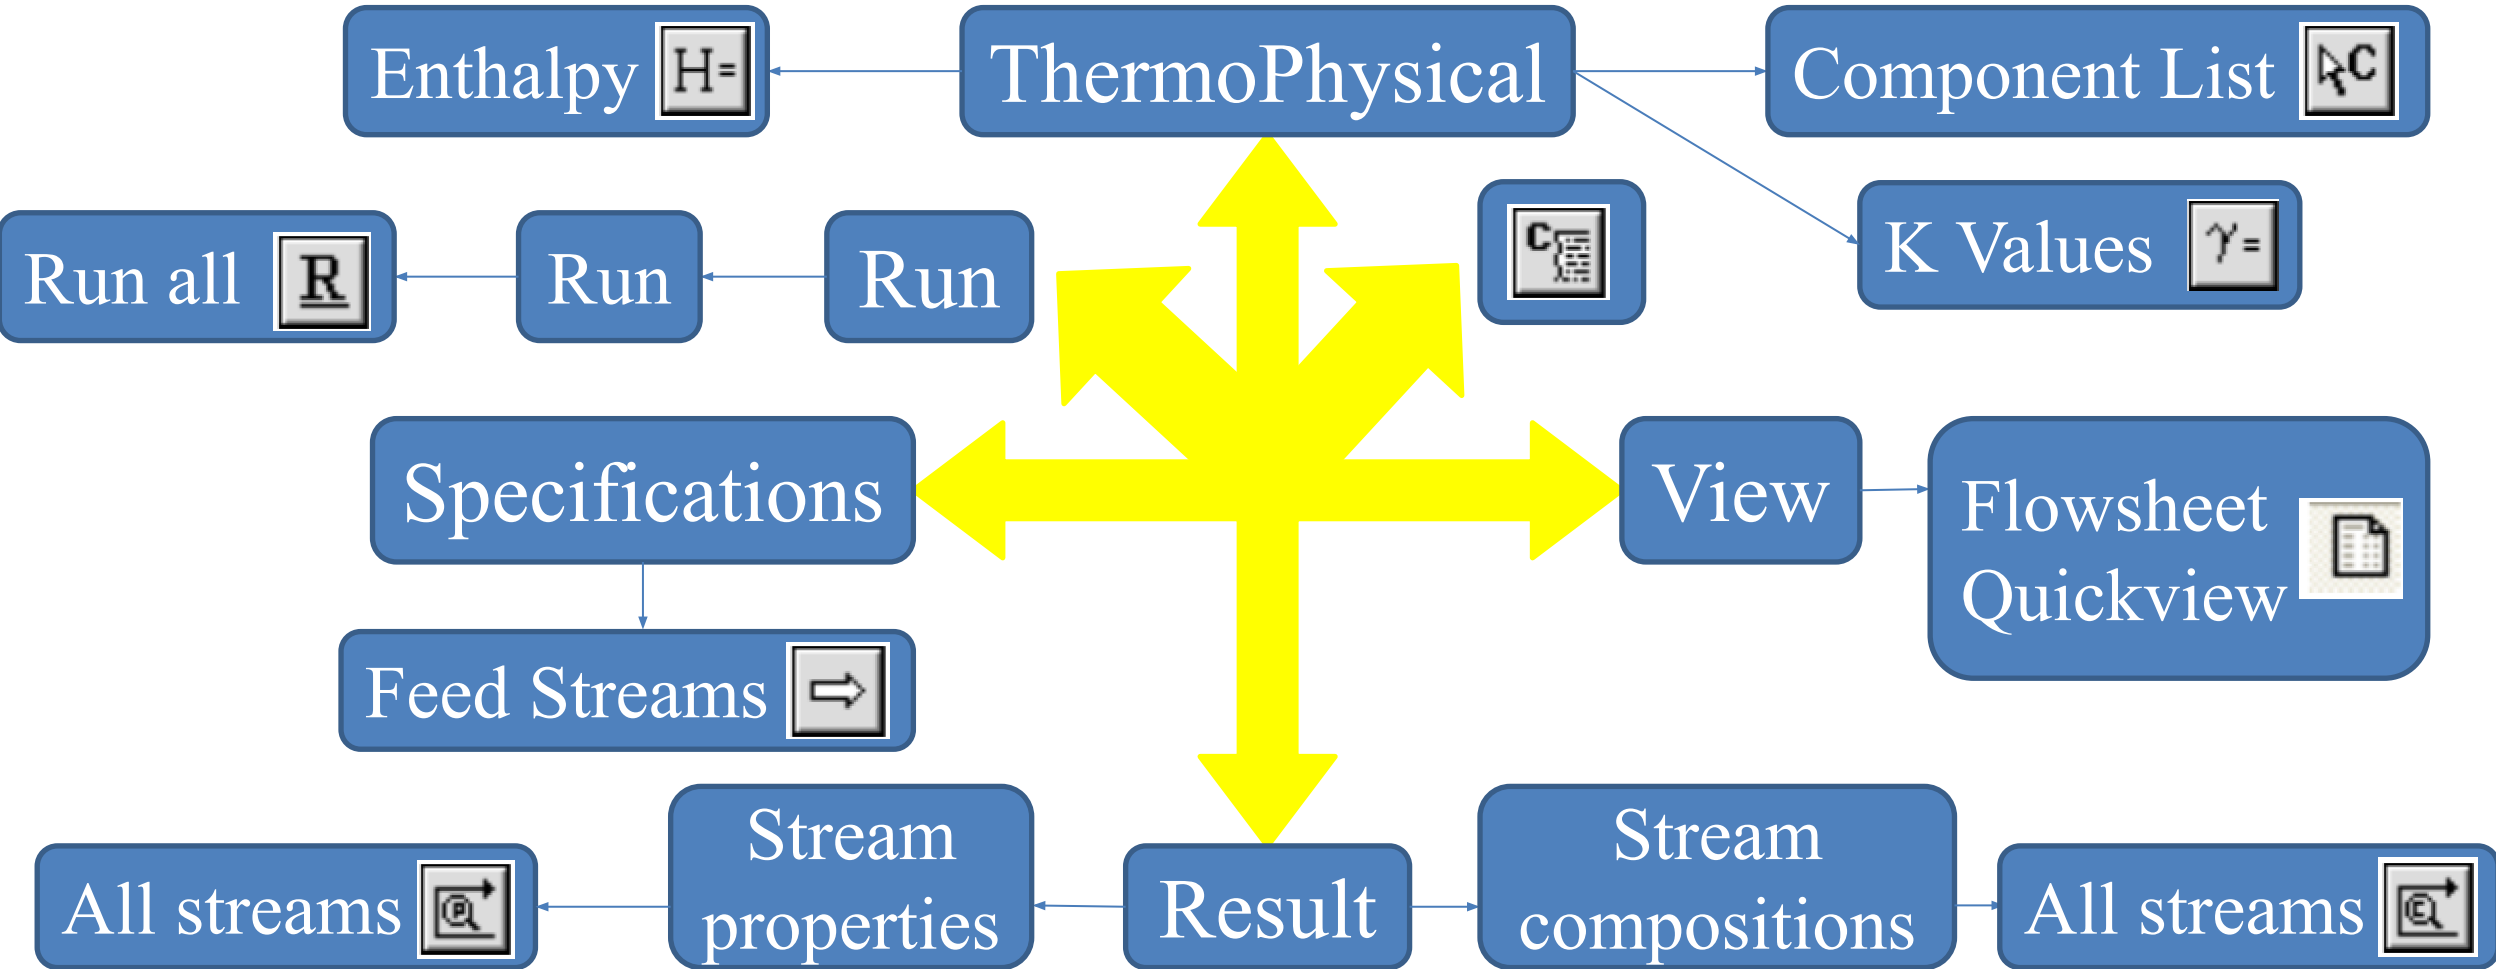 Enthalpy H=
ThermoPhysical
Component List C
Run all R
Run
Run
C
K Values γ=
Specifications
View
Flowsheet
Quickview
Feed Streams
All streams P
Stream
properties
Result
Stream
compositions
All streams C